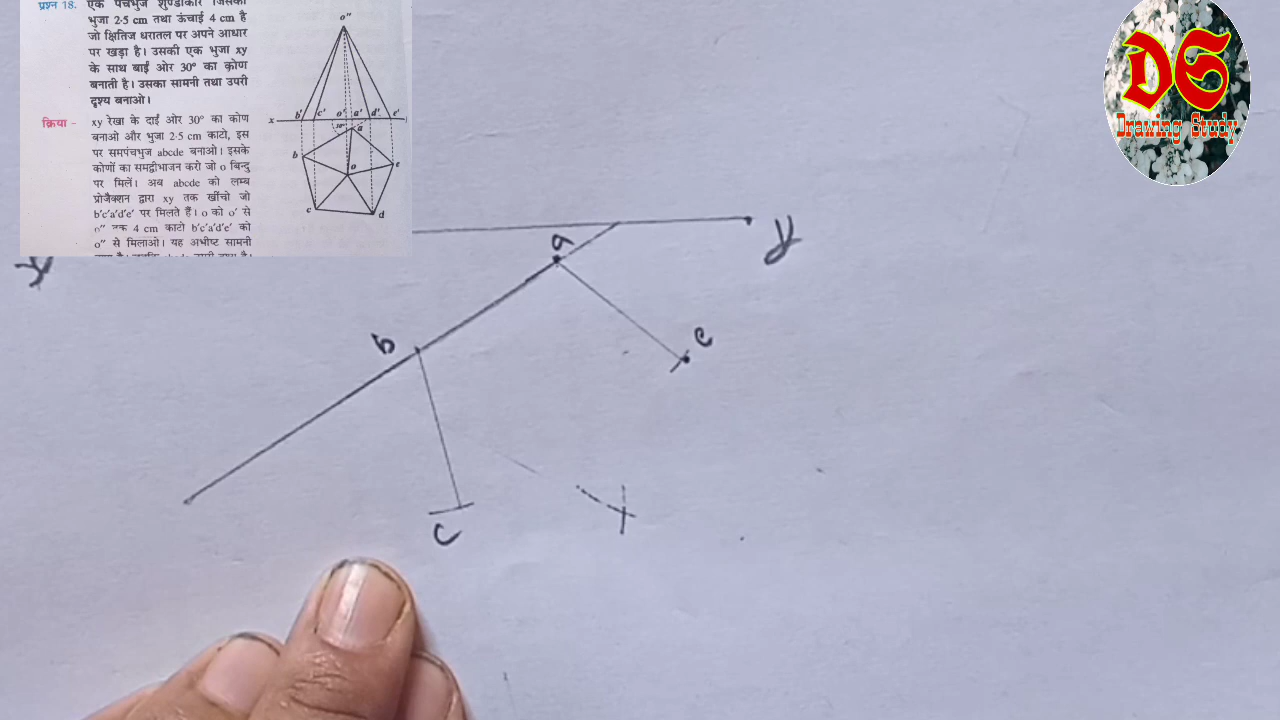 प्रश्न 18. एक पंचभुज शुण्डाकार जिसकी
भुजा 2·5 cm तथा ऊंचाई 4 cm है
जो क्षितिज धरातल पर अपने आधार
पर खड़ा है। उसकी एक भुजा xy
के साथ बाईं ओर 30° का कोण
बनाती है। उसका सामनी तथा उपरी
दृश्य बनाओ।
क्रिया – xy रेखा के दाईं ओर 30° का कोण
बनाओ और भुजा 2·5 cm काटो, इस
पर समपंचभुज abcde बनाओ। इसके
कोणों का समद्वीभाजन करो जो o बिन्दु
पर मिलें। अब abcde को लम्ब
प्रोजैक्शन द्वारा xy तक खींचो जो
b'c'a'd'e' पर मिलते हैं। o को o' से
o" तक 4 cm काटो b'c'a'd'e' को
o" से मिलाओ। यह अभीष्ट सामनी
o"
x b' c' o' a' d' e'
30°
a
b
o
e
c
d
DS
Drawing Study
x
y
a
b
e
c